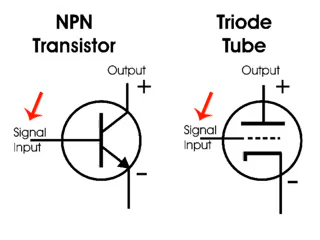 NPN
Transistor
Output
+
Signal
Input
-
Triode
Tube
Output
+
Signal
Input
-